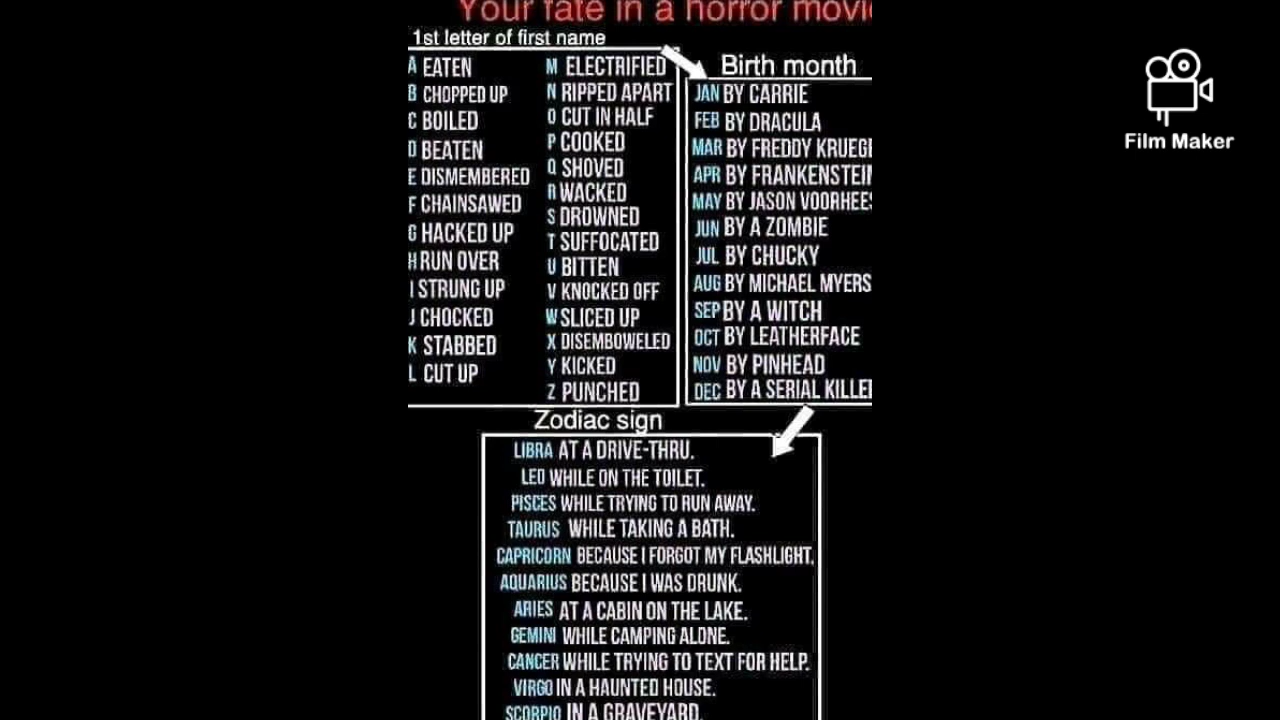 Your fate in a horror movi
1st letter of first name
A EATEN
B CHOPPED UP
C BOILED
D BEATEN
E DISMEMBERED
F CHAINSAWED
G HACKED UP
H RUN OVER
I STRUNG UP
J CHOCKED
K STABBED
L CUT UP
M ELECTRIFIED
N RIPPED APART
O CUT IN HALF
P COOKED
Q SHOVED
R WACKED
S DROWNED
T SUFFOCATED
U BITTEN
V KNOCKED OFF
W SLICED UP
X DISEMBOWELED
Y KICKED
Z PUNCHED
Birth month
JAN BY CARRIE
FEB BY DRACULA
MAR BY FREDDY KRUEGE
APR BY FRANKENSTEIN
MAY BY JASON VOORHEES
JUN BY A ZOMBIE
JUL BY CHUCKY
AUG BY MICHAEL MYERS
SEP BY A WITCH
OCT BY LEATHERFACE
NOV BY PINHEAD
DEC BY A SERIAL KILLER
Zodiac sign
LIBRA AT A DRIVE-THRU.
LEO WHILE ON THE TOILET.
PISCES WHILE TRYING TO RUN AWAY.
TAURUS WHILE TAKING A BATH.
CAPRICORN BECAUSE I FORGOT MY FLASHLIGHT.
AQUARIUS BECAUSE I WAS DRUNK.
ARIES AT A CABIN ON THE LAKE.
GEMINI WHILE CAMPING ALONE.
CANCER WHILE TRYING TO TEXT FOR HELP.
VIRGO IN A HAUNTED HOUSE.
SCORPIO IN A GRAVEYARD.
Film Maker